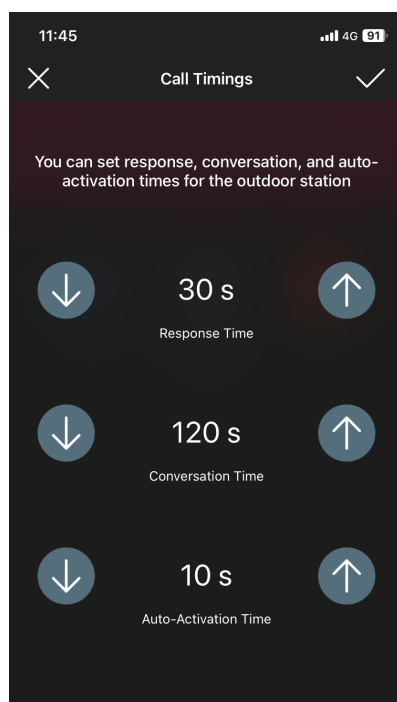 11:45
4G 91
Call Timings
You can set response, conversation, and auto-
activation times for the outdoor station
30 s
Response Time
120 s
Conversation Time
10 s
Auto-Activation Time